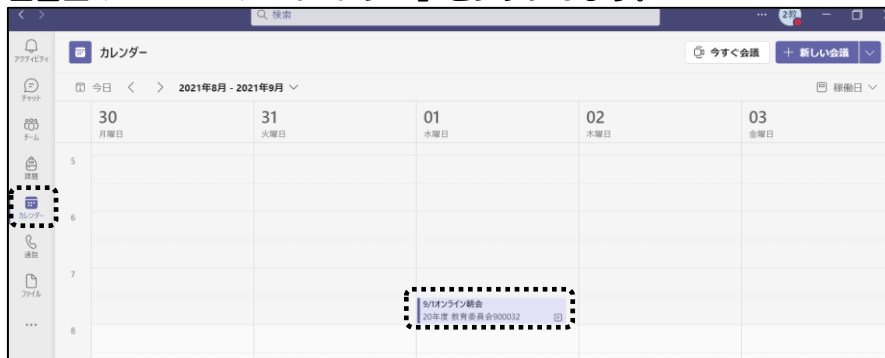 検索
2教
アクティビティ
カレンダー
今すぐ会議
+ 新しい会議
チャット
今日
2021年8月 - 2021年9月
稼働日
チーム
30
月曜日
31
火曜日
01
水曜日
02
木曜日
03
金曜日
課題
5
カレンダー
6
通話
7
ファイル
9/1オンライン朝会
20年度 教育委員会900032
8